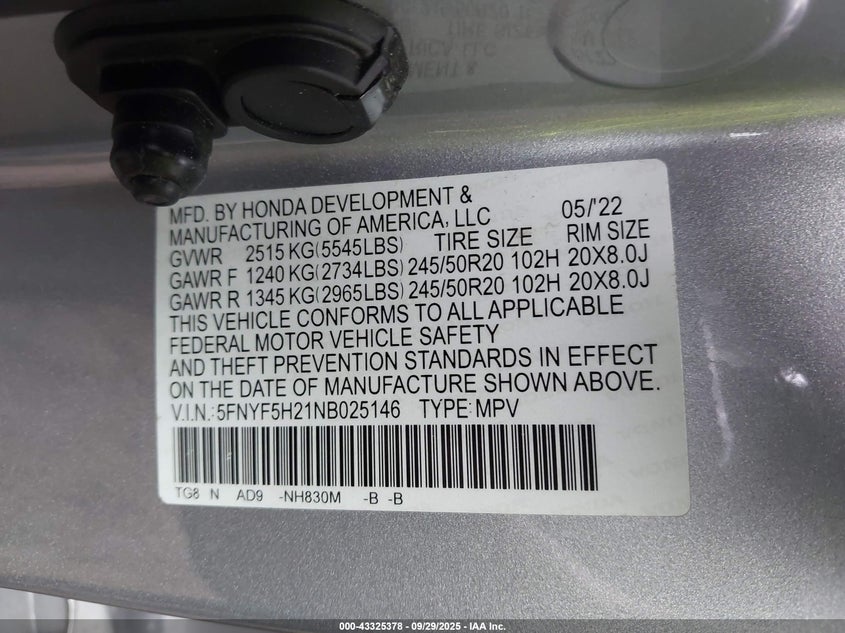 MFD. BY HONDA DEVELOPMENT &
MANUFACTURING OF AMERICA, LLC 05/'22
GVWR 2515 KG(5545LBS) TIRE SIZE RIM SIZE
GAWR F 1240 KG(2734LBS) 245/50R20 102H 20X8.0J
GAWR R 1345 KG(2965LBS) 245/50R20 102H 20X8.0J
THIS VEHICLE CONFORMS TO ALL APPLICABLE
FEDERAL MOTOR VEHICLE SAFETY
AND THEFT PREVENTION STANDARDS IN EFFECT
ON THE DATE OF MANUFACTURE SHOWN ABOVE.
V.I.N.:5FNYF5H21NB025146 TYPE:MPV
TG8 N AD9 -NH830M -B -B
000-43325378 | 09/29/2025 - IAA Inc.